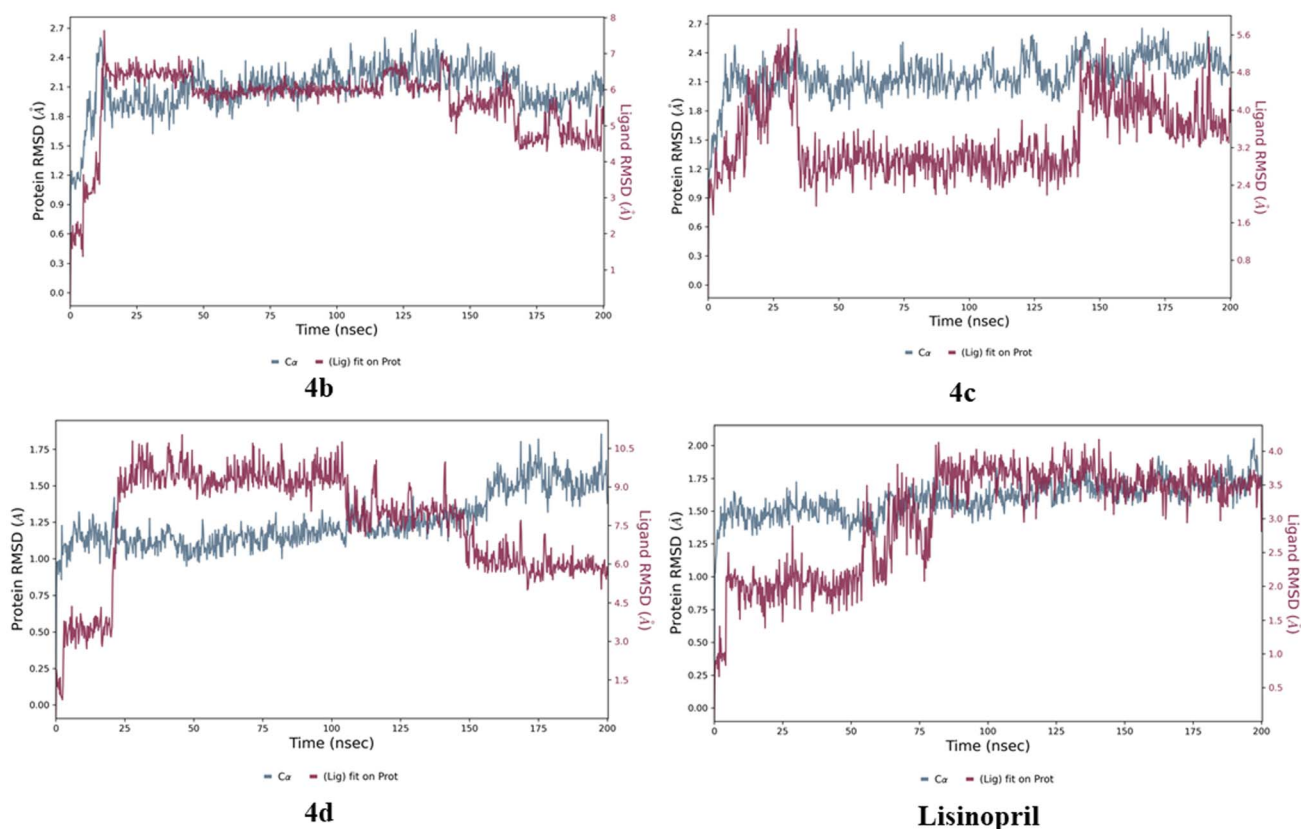 2.7
2.4
2.1
1.8
1.5
1.2
0.9
0.6
0.3
0.0
Protein RMSD (Å)
8
7
6
5
4
3
2
1
Ligand RMSD (Å)
0 25 50 75 100 125 150 175 200
Time (nsec)
Cα (Lig) fit on Prot
4b
2.7
2.4
2.1
1.8
1.5
1.2
0.9
0.6
0.3
0.0
Protein RMSD (Å)
5.6
4.8
4.0
3.2
2.4
1.6
0.8
Ligand RMSD (Å)
0 25 50 75 100 125 150 175 200
Time (nsec)
Cα (Lig) fit on Prot
4c
1.75
1.50
1.25
1.00
0.75
0.50
0.25
0.00
Protein RMSD (Å)
10.5
9.0
7.5
6.0
4.5
3.0
1.5
Ligand RMSD (Å)
0 25 50 75 100 125 150 175 200
Time (nsec)
Cα (Lig) fit on Prot
4d
2.00
1.75
1.50
1.25
1.00
0.75
0.50
0.25
0.00
Protein RMSD (Å)
4.0
3.5
3.0
2.5
2.0
1.5
1.0
0.5
Ligand RMSD (Å)
0 25 50 75 100 125 150 175 200
Time (nsec)
Cα (Lig) fit on Prot
Lisinopril